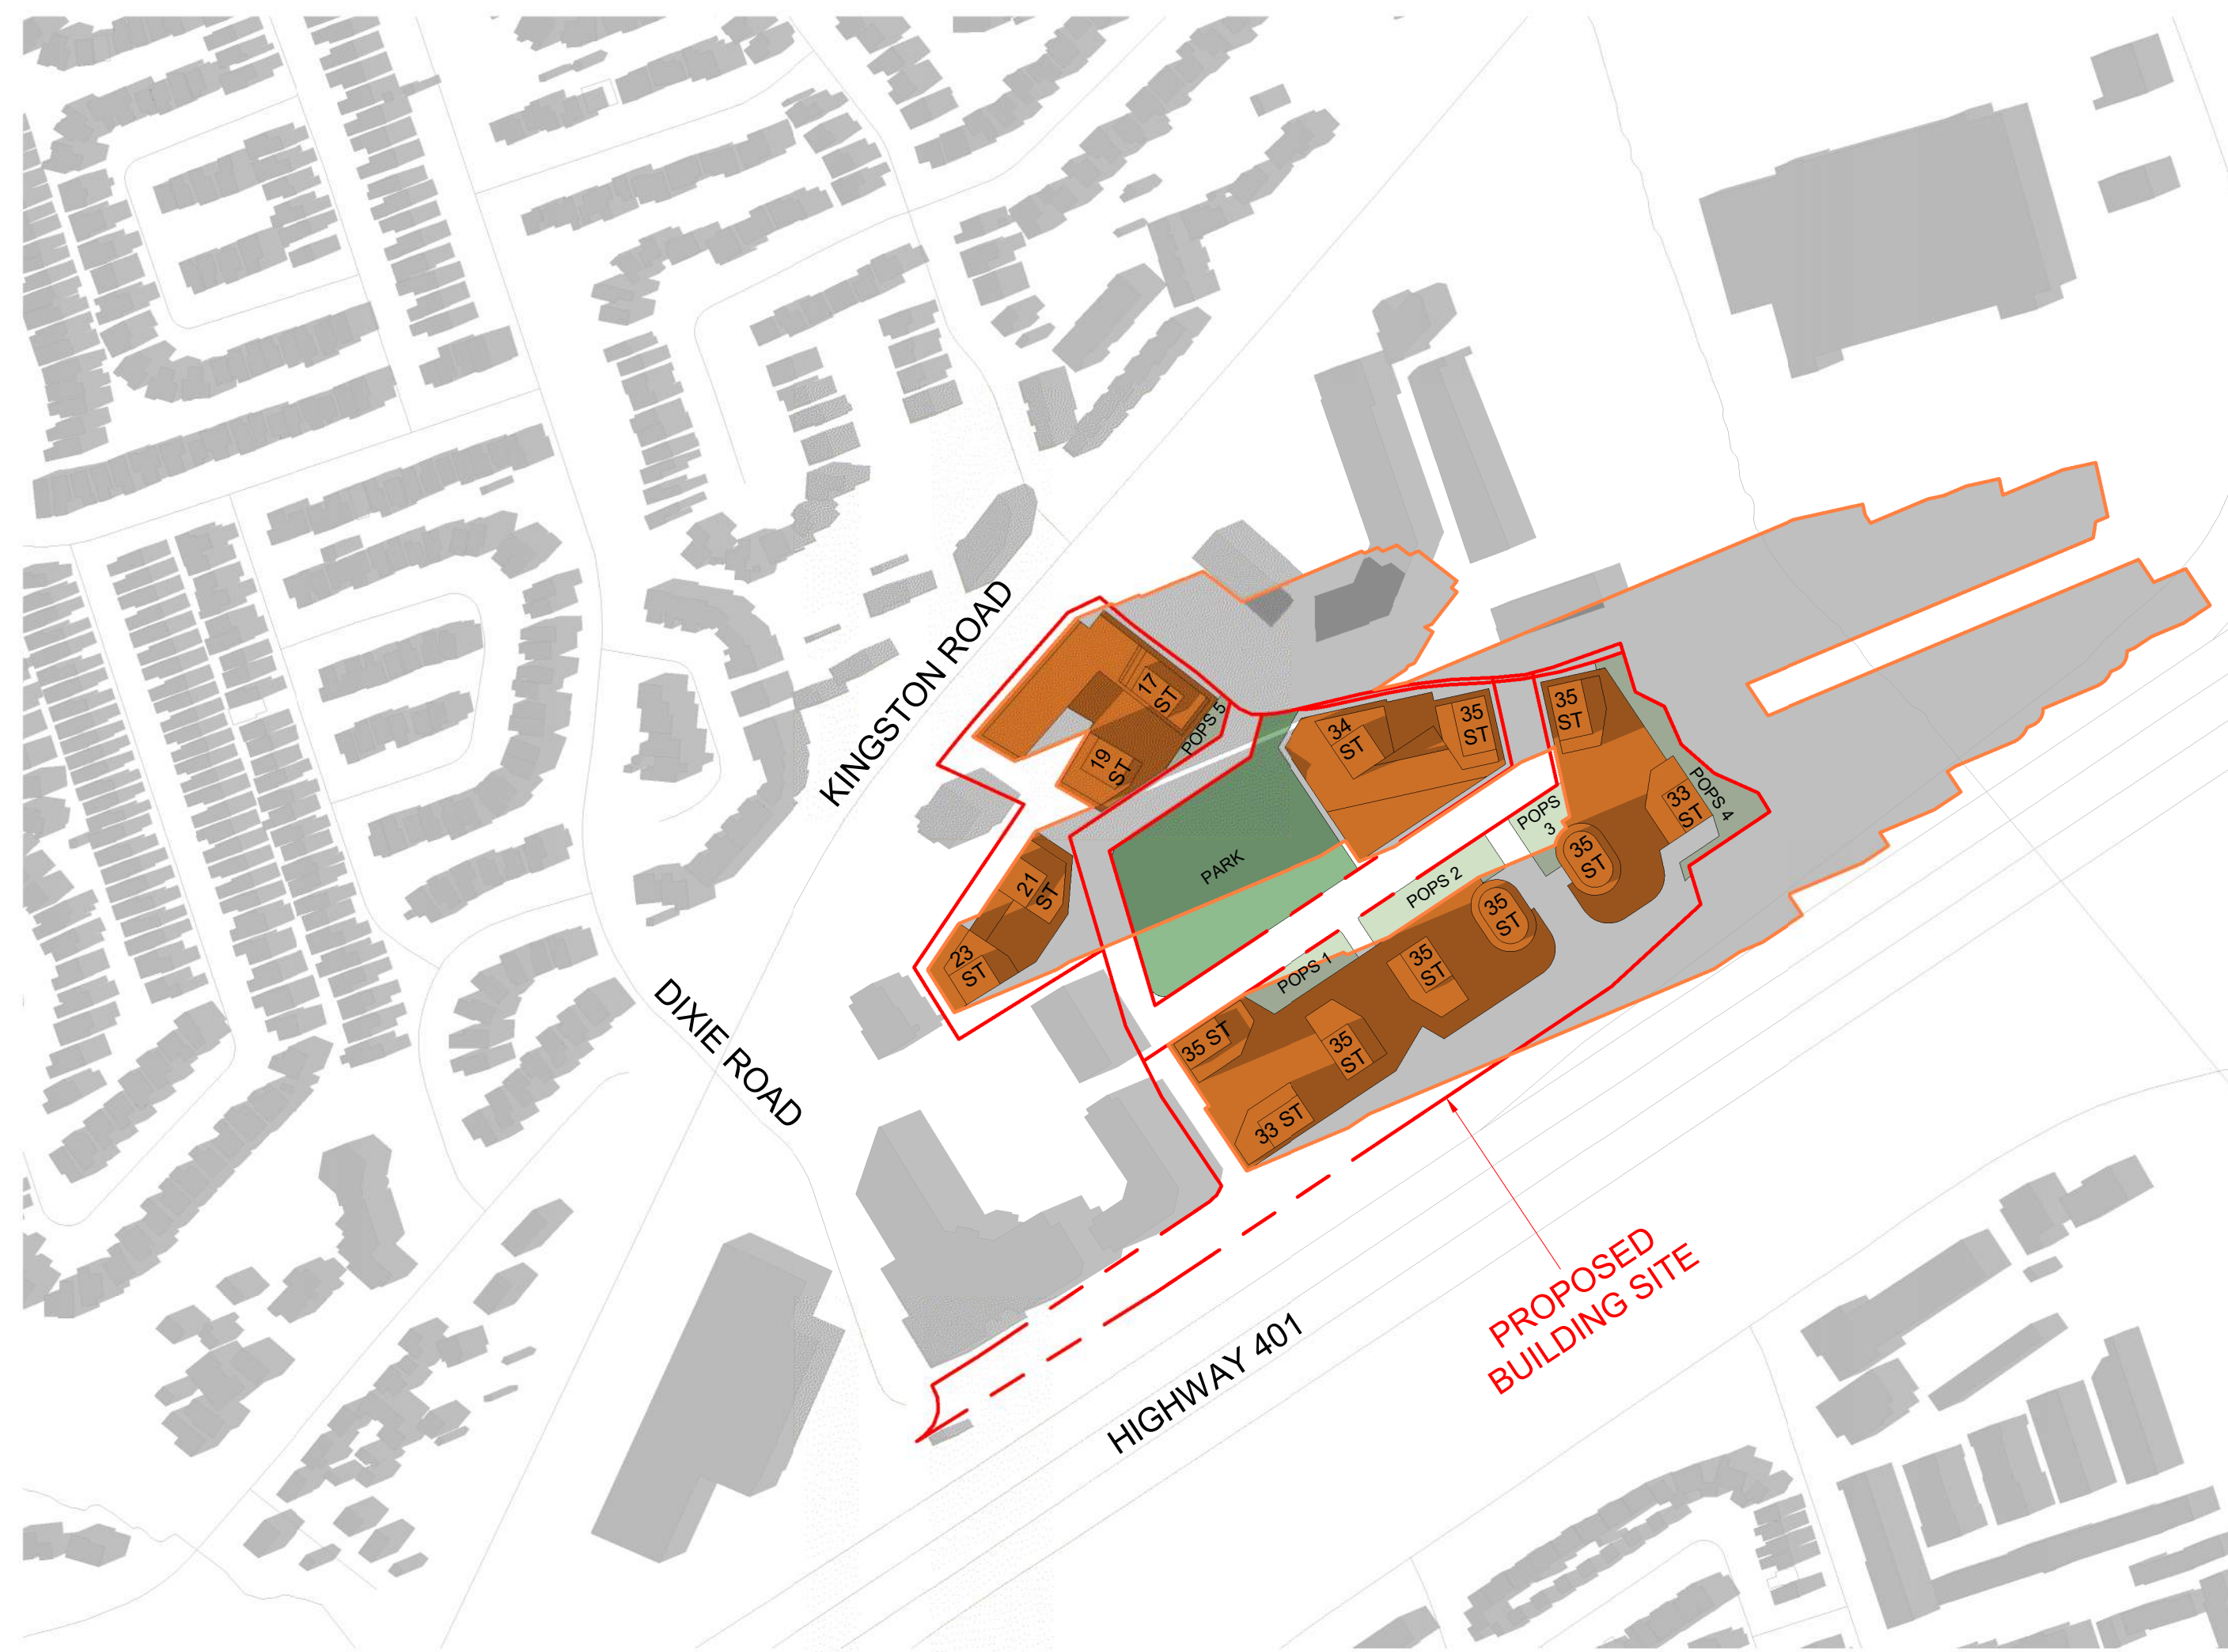 KINGSTON ROAD
17
ST
POPS 5
19
ST
34
ST
35
ST
35
ST
33
ST
POPS 4
POPS
3
35
ST
PARK
POPS 2
21
ST
35
ST
23
ST
POPS 1
35
ST
35 ST
35
ST
33 ST
DIXIE ROAD
PROPOSED
BUILDING SITE
HIGHWAY 401